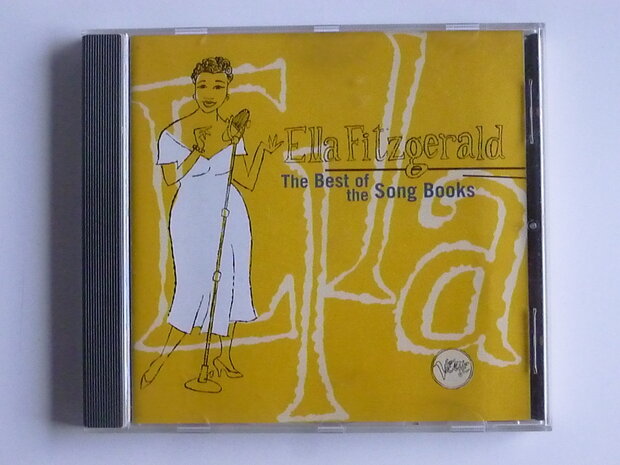 Ella
Ella Fitzgerald
The Best of
the Song Books
Verve